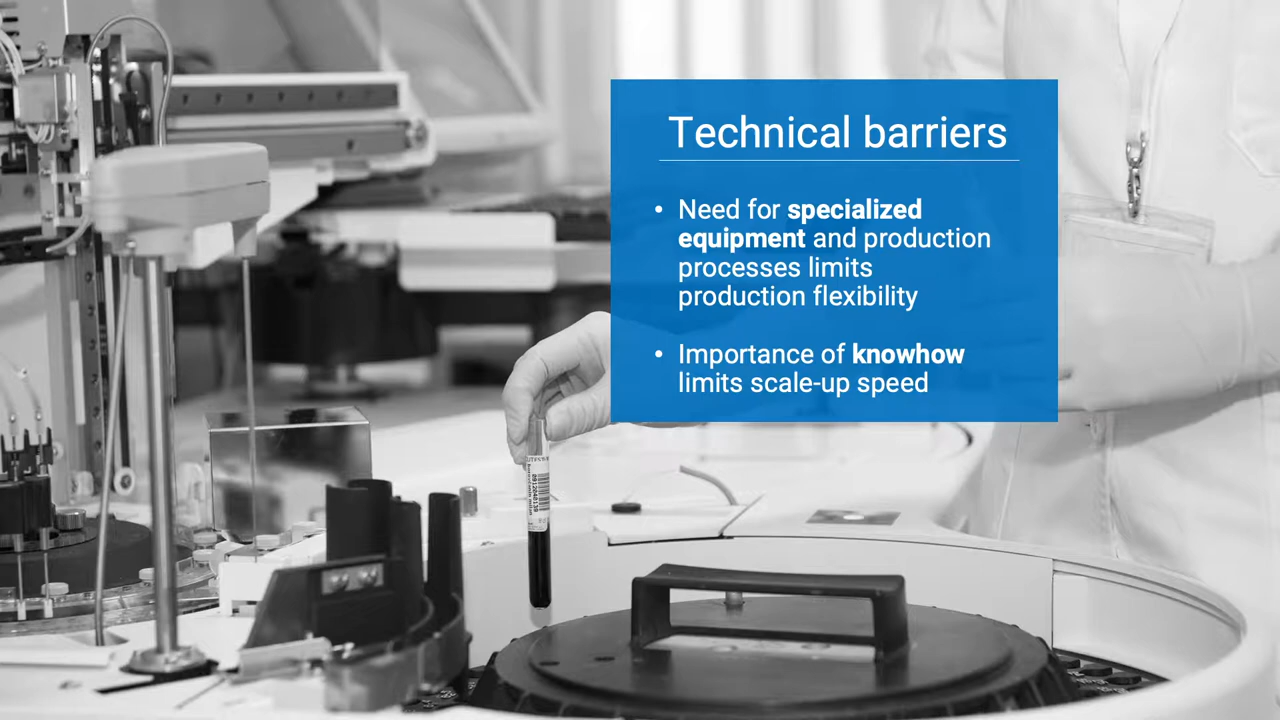 Technical barriers
• Need for specialized
equipment and production
processes limits
production flexibility
• Importance of knowhow
limits scale-up speed